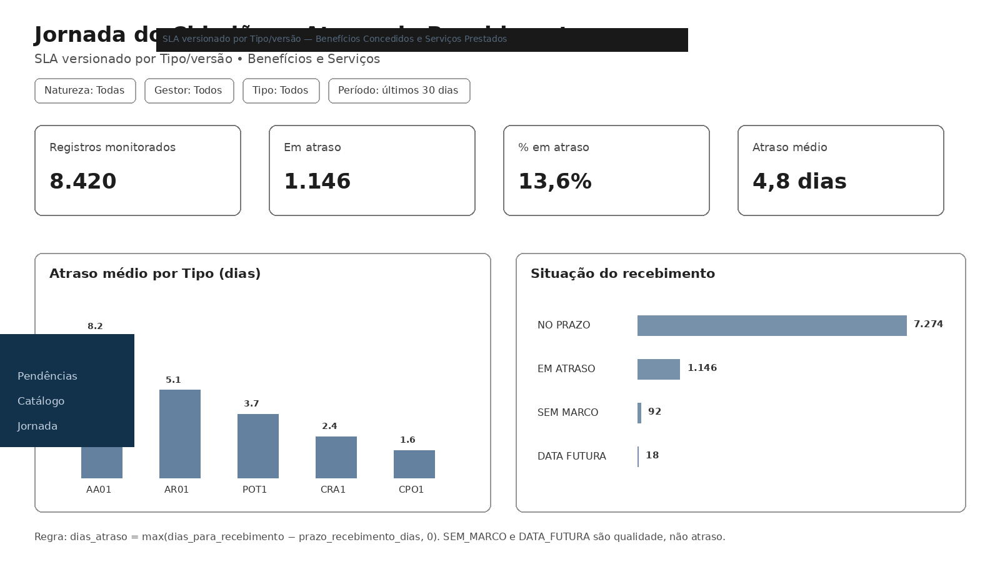 Jornada do
SLA versionado por Tipo/versão — Benefícios Concedidos e Serviços Prestados
SLA versionado por Tipo/versão • Benefícios e Serviços
Natureza: Todas
Gestor: Todos
Tipo: Todos
Período: últimos 30 dias
Registros monitorados
8.420
Em atraso
1.146
% em atraso
13,6%
Atraso médio
4,8 dias
Atraso médio por Tipo (dias)
8.2
5.1
3.7
2.4
1.6
AA01
AR01
POT1
CRA1
CPO1
Pendências
Catálogo
Jornada
Situação do recebimento
NO PRAZO
7.274
EM ATRASO
1.146
SEM MARCO
92
DATA FUTURA
18
Regra: dias_atraso = max(dias_para_recebimento − prazo_recebimento_dias, 0). SEM_MARCO e DATA_FUTURA são qualidade, não atraso.